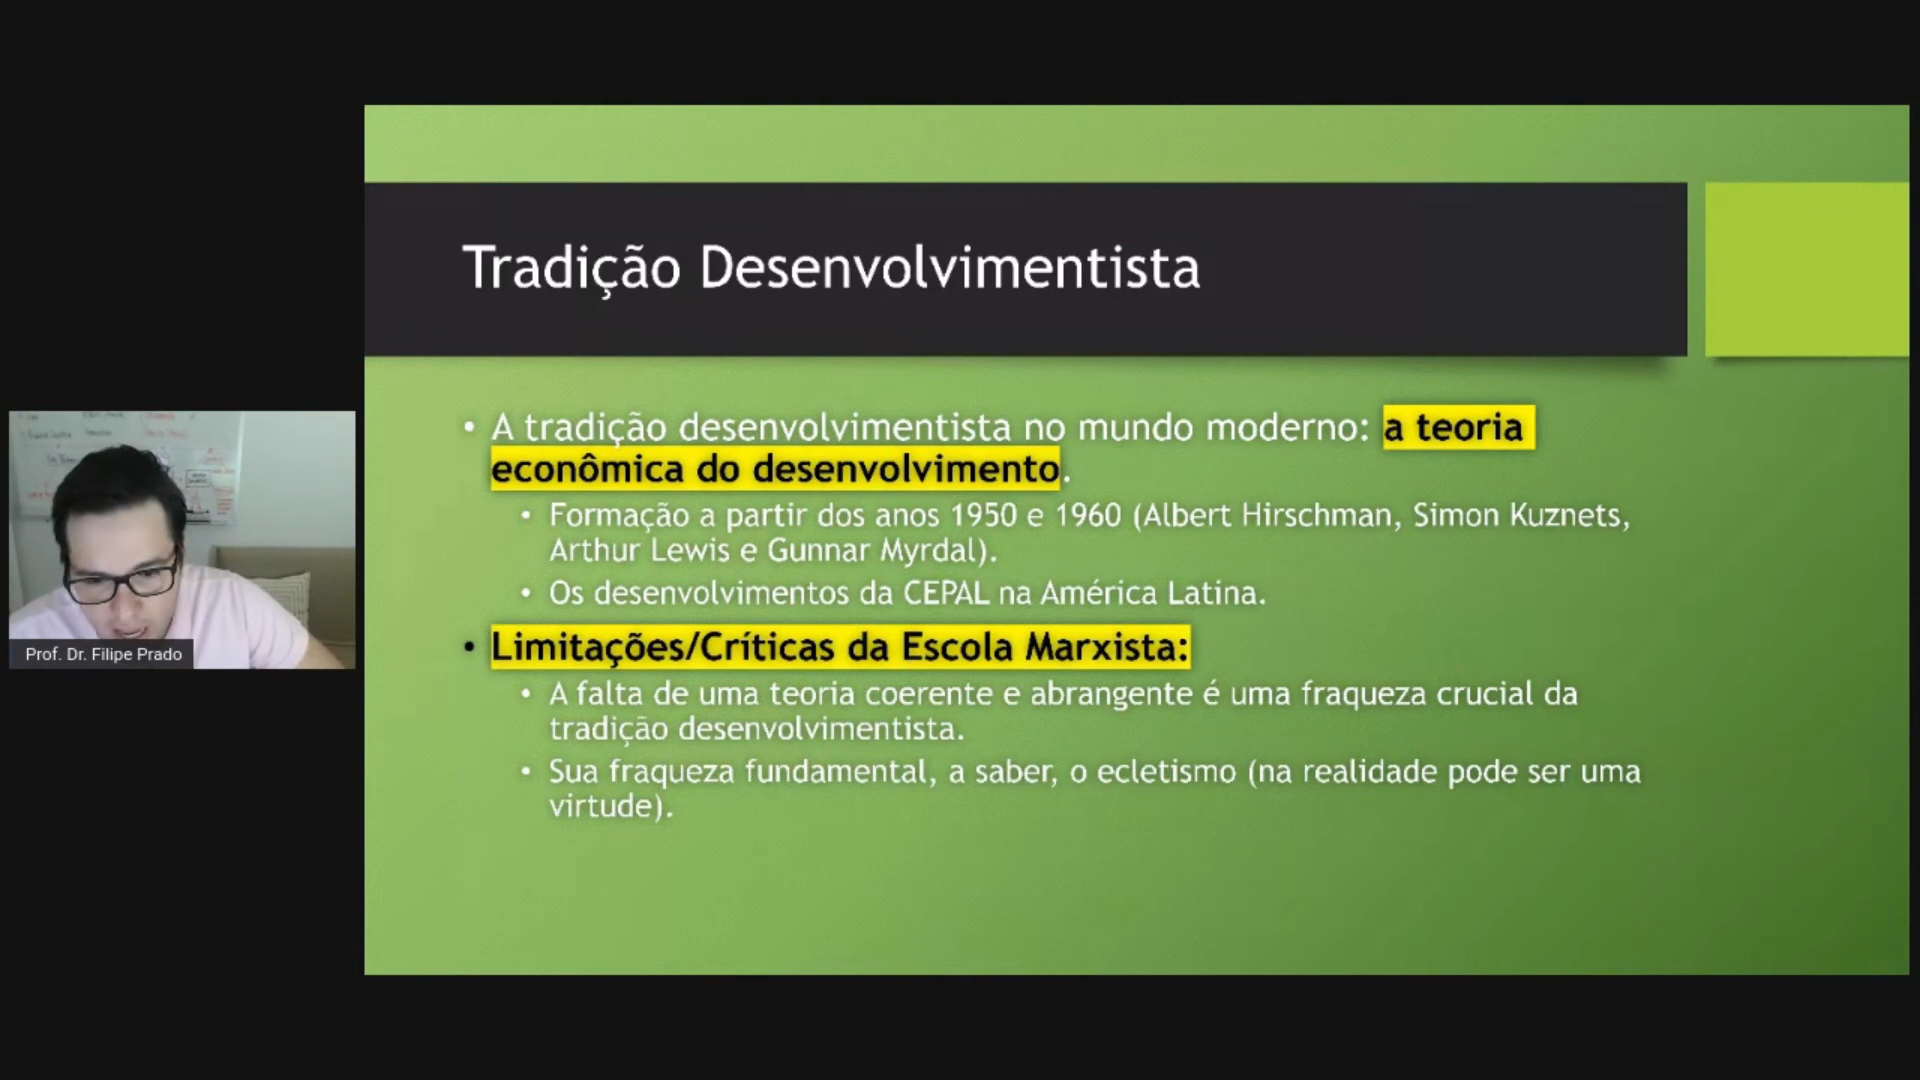 Tradição Desenvolvimentista
• A tradição desenvolvimentista no mundo moderno: a teoria
econômica do desenvolvimento.
• Formação a partir dos anos 1950 e 1960 (Albert Hirschman, Simon Kuznets,
Arthur Lewis e Gunnar Myrdal).
• Os desenvolvimentos da CEPAL na América Latina.
• Limitações/Críticas da Escola Marxista:
• A falta de uma teoria coerente e abrangente é uma fraqueza crucial da
tradição desenvolvimentista.
• Sua fraqueza fundamental, a saber, o ecletismo (na realidade pode ser uma
virtude).
Prof. Dr. Filipe Prado